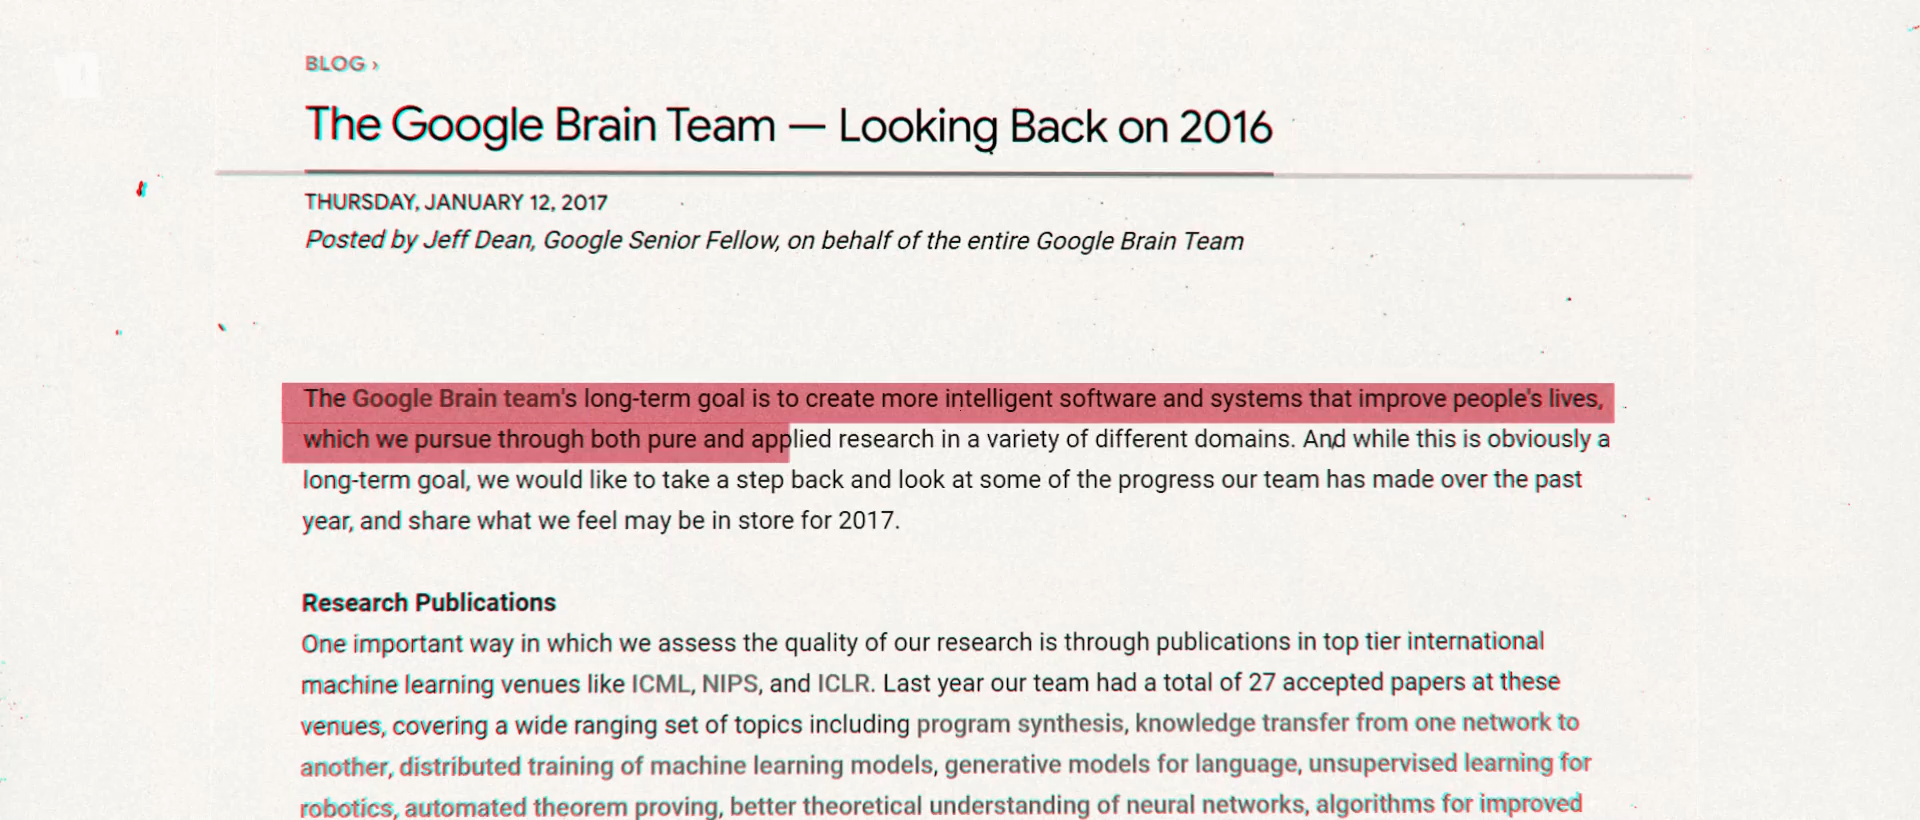 BLOG ›
The Google Brain Team — Looking Back on 2016
THURSDAY, JANUARY 12, 2017
Posted by Jeff Dean, Google Senior Fellow, on behalf of the entire Google Brain Team
The Google Brain team's long-term goal is to create more intelligent software and systems that improve people's lives,
which we pursue through both pure and applied research in a variety of different domains. And while this is obviously a
long-term goal, we would like to take a step back and look at some of the progress our team has made over the past
year, and share what we feel may be in store for 2017.
Research Publications
One important way in which we assess the quality of our research is through publications in top tier international
machine learning venues like ICML, NIPS, and ICLR. Last year our team had a total of 27 accepted papers at these
venues, covering a wide ranging set of topics including program synthesis, knowledge transfer from one network to
another, distributed training of machine learning models, generative models for language, unsupervised learning for
robotics, automated theorem proving, better theoretical understanding of neural networks, algorithms for improved